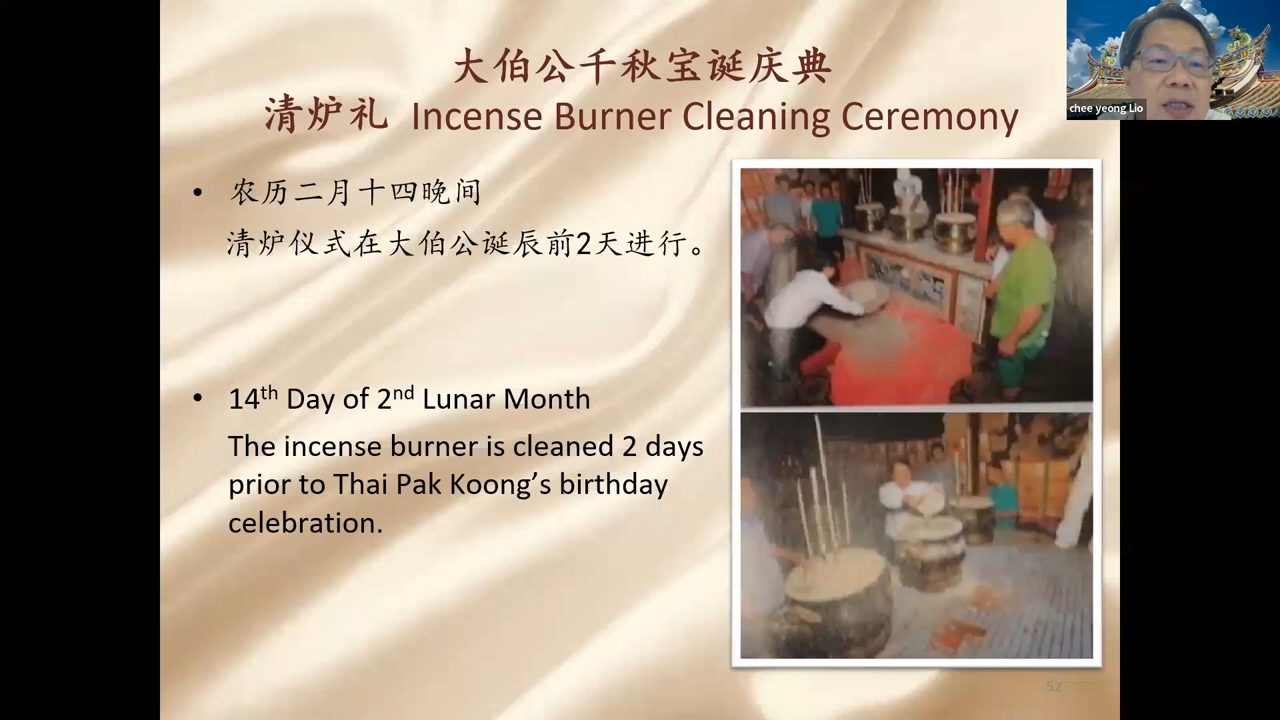 大伯公千秋宝诞庆典
清炉礼 Incense Burner Cleaning Ceremony
chee yeong Lio
• 农历二月十四晚间
清炉仪式在大伯公诞辰前2天进行。
• 14th Day of 2nd Lunar Month
The incense burner is cleaned 2 days
prior to Thai Pak Koong’s birthday
celebration.
52